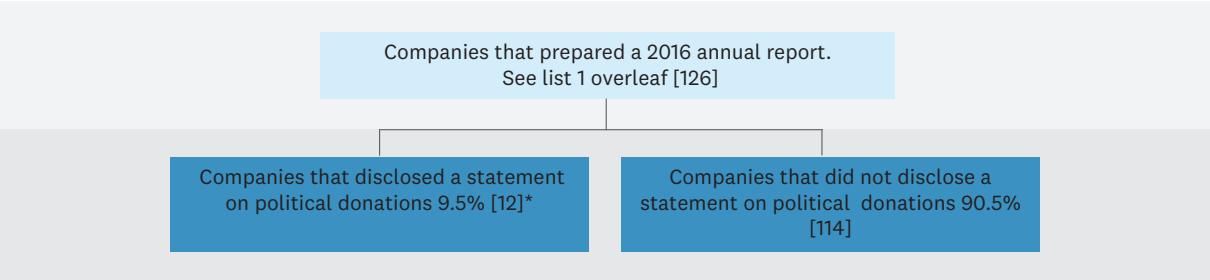 Companies that prepared a 2016 annual report.
See list 1 overleaf [126]
Companies that disclosed a statement
on political donations 9.5% [12]*
Companies that did not disclose a
statement on political  donations 90.5%
[114]